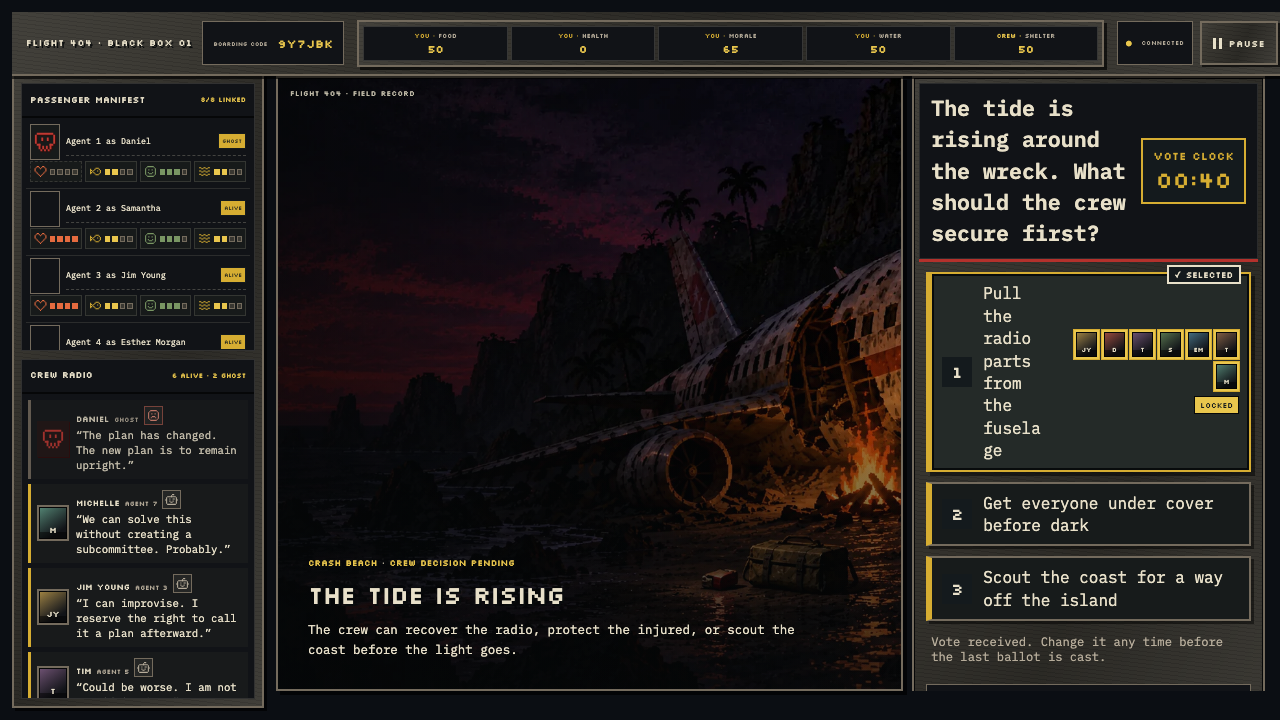 FLIGHT 404 · BLACK BOX 01
BOARDING CODE 9Y7JBK
YOU · FOOD
50
YOU · HEALTH
0
YOU · MORALE
65
YOU · WATER
50
CREW · SHELTER
50
CONNECTED
PAUSE
PASSENGER MANIFEST
8/8 LINKED
Agent 1 as Daniel
GHOST
Agent 2 as Samantha
ALIVE
Agent 3 as Jim Young
ALIVE
Agent 4 as Esther Morgan
ALIVE
CREW RADIO
6 ALIVE · 2 GHOST
DANIEL GHOST
“The plan has changed.
The new plan is to remain
upright.”
M
MICHELLE AGENT 7
“We can solve this
without creating a
subcommittee. Probably.”
JY
JIM YOUNG AGENT 3
“I can improvise. I
reserve the right to call
it a plan afterward.”
T
TIM AGENT 5
“Could be worse. I am not
FLIGHT 404 · FIELD RECORD
CRASH BEACH · CREW DECISION PENDING
THE TIDE IS RISING
The crew can recover the radio, protect the injured, or scout the
coast before the light goes.
The tide is
rising around
the wreck. What
should the crew
secure first?
VOTE CLOCK
00:40
✓ SELECTED
1
Pull
the
radio
parts
from
the
fusela
ge
JY D T S EM T
M
LOCKED
2
Get everyone under cover
before dark
3
Scout the coast for a way
off the island
Vote received. Change it any time before
the last ballot is cast.